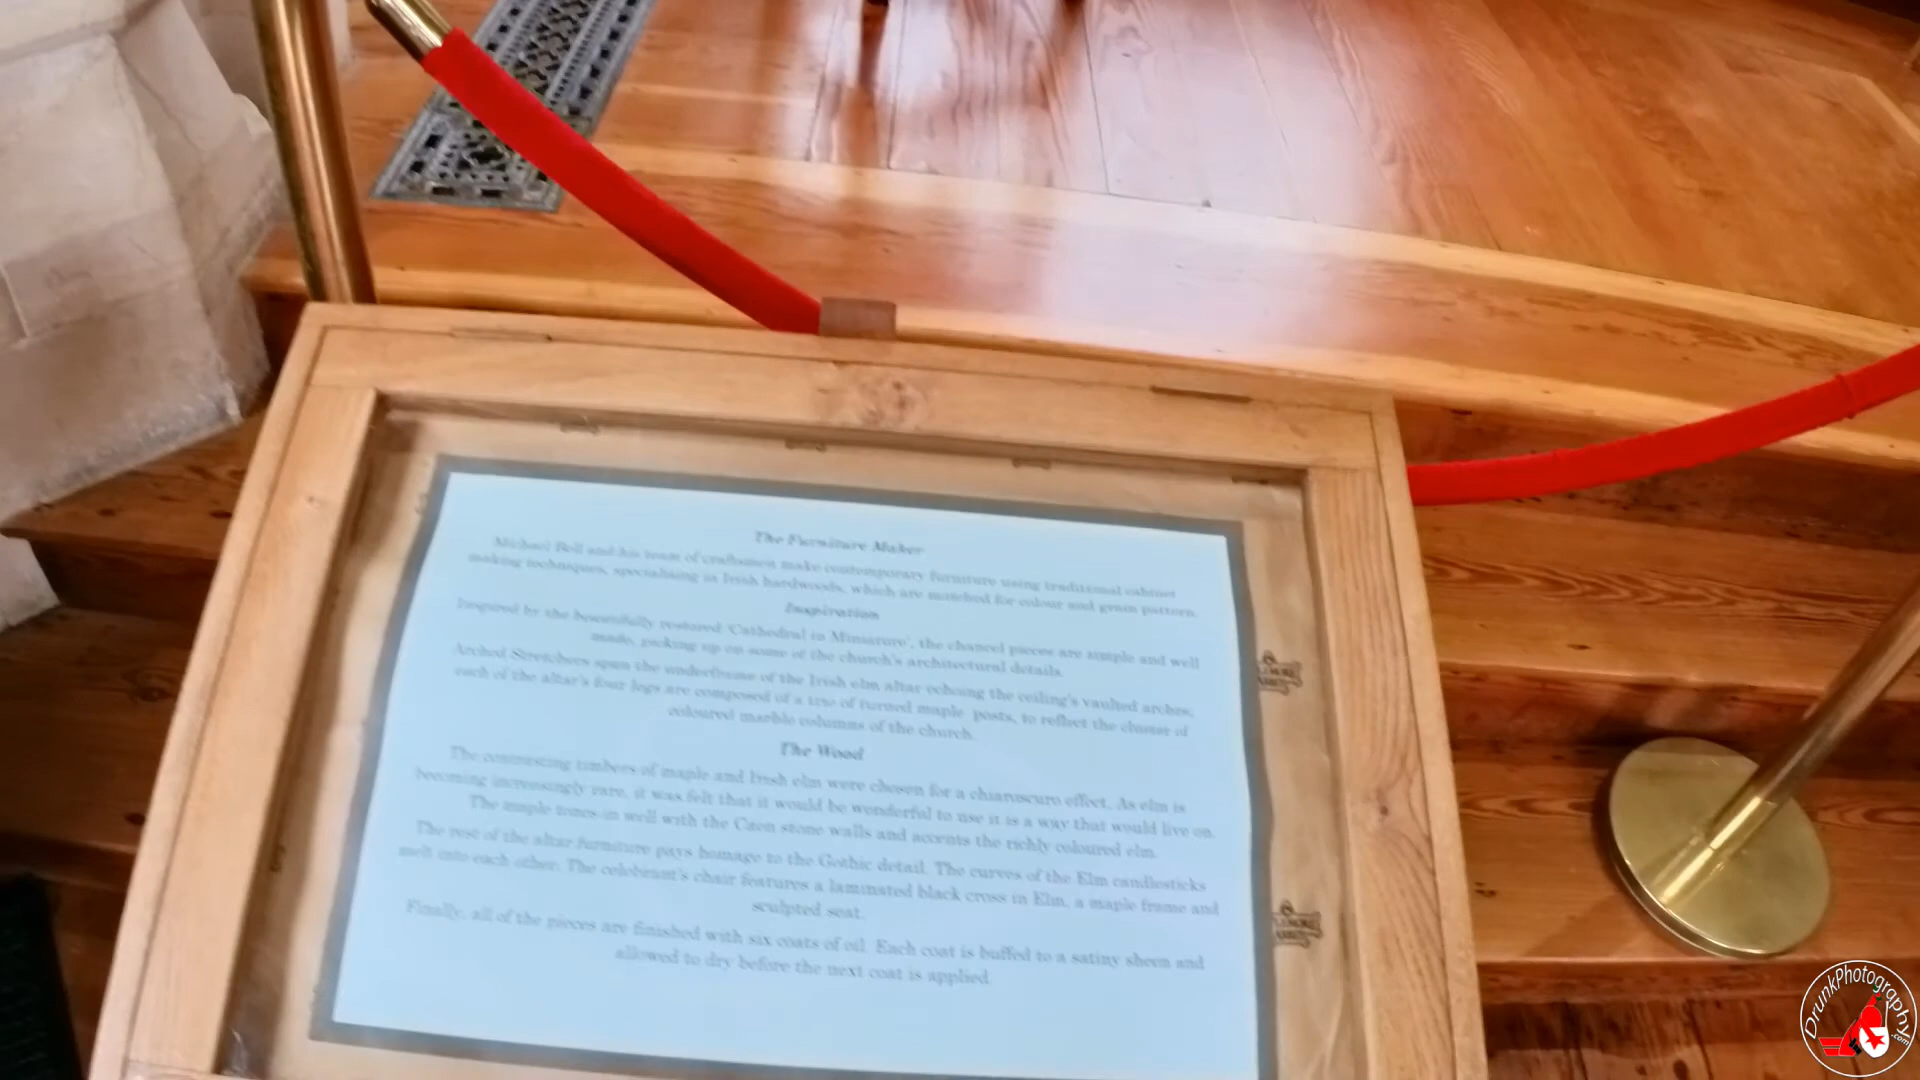 The Furniture Maker
Michael Bell and his team of craftsmen make contemporary furniture using traditional cabinet
making techniques, specialising in Irish hardwoods, which are matched for colour and grain pattern.
Inspiration
Inspired by the beautifully restored 'Cathedral in Miniature', the chancel pieces are simple and well
made, picking up on some of the church's architectural details.
Arched Stretchers span the underframe of the Irish elm altar echoing the ceiling's vaulted arches,
each of the altar's four legs are composed of a trio of turned maple posts, to reflect the cluster of
coloured marble columns of the church.
The Wood
The contrasting timbers of maple and Irish elm were chosen for a chiaroscuro effect. As elm is
becoming increasingly rare, it was felt that it would be wonderful to use it is a way that would live on.
The maple tones-in well with the Caen stone walls and accents the richly coloured elm.
The rest of the altar furniture pays homage to the Gothic detail. The curves of the Elm candlesticks
melt into each other. The celebrant's chair features a laminated black cross in Elm, a maple frame and
sculpted seat.
Finally, all of the pieces are finished with six coats of oil. Each coat is buffed to a satiny sheen and
allowed to dry before the next coat is applied.
DrunkPhotography.com